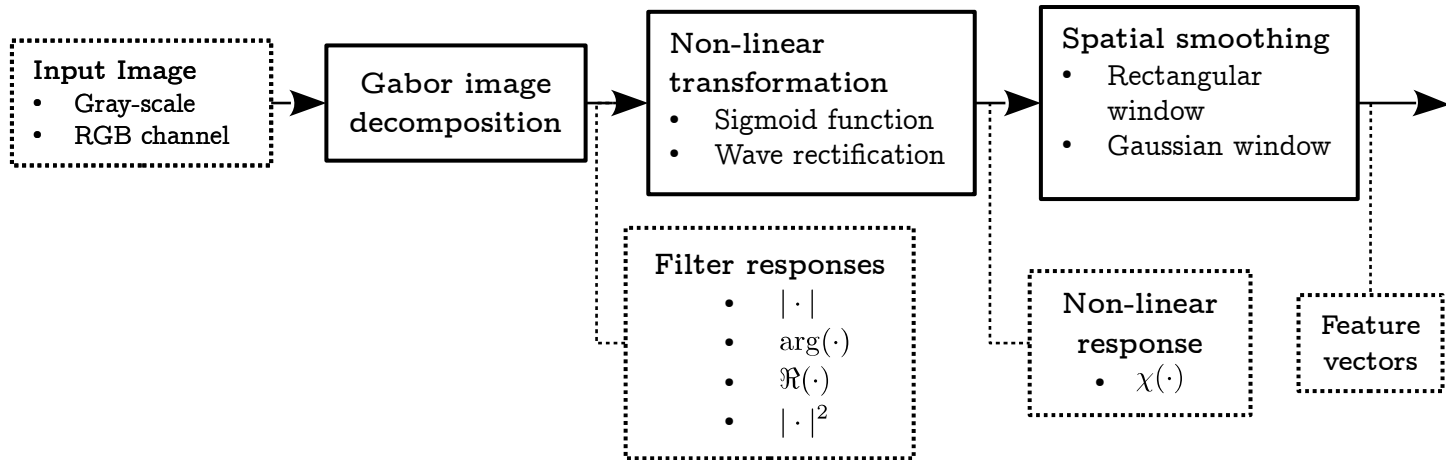 Input Image
• Gray-scale
• RGB channel
Gabor image
decomposition
Non-linear
transformation
• Sigmoid function
• Wave rectification
Spatial smoothing
• Rectangular
window
• Gaussian window
Filter responses
• | · |
• arg(·)
• ℜ(·)
• | · |²
Non-linear
response
• χ(·)
Feature
vectors